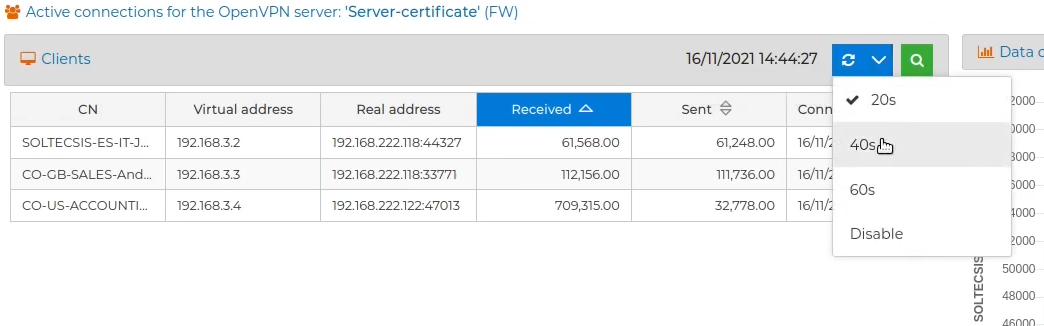 Active connections for the OpenVPN server: 'Server-certificate' (FW)
Clients 16/11/2021 14:44:27
Data
CN Virtual address Real address Received Sent
SOLTECSIS-ES-IT-J... 192.168.3.2 192.168.222.118:44327 61,568.00 61,248.00 16/11/
CO-GB-SALES-And... 192.168.3.3 192.168.222.118:33771 112,156.00 111,736.00 16/11/
CO-US-ACCOUNTI... 192.168.3.4 192.168.222.122:47013 709,315.00 32,778.00 16/11/
20s
40s
60s
Disable
2000
0000
8000
6000
4000
2000
50000
48000
46000
SOLTECSIS